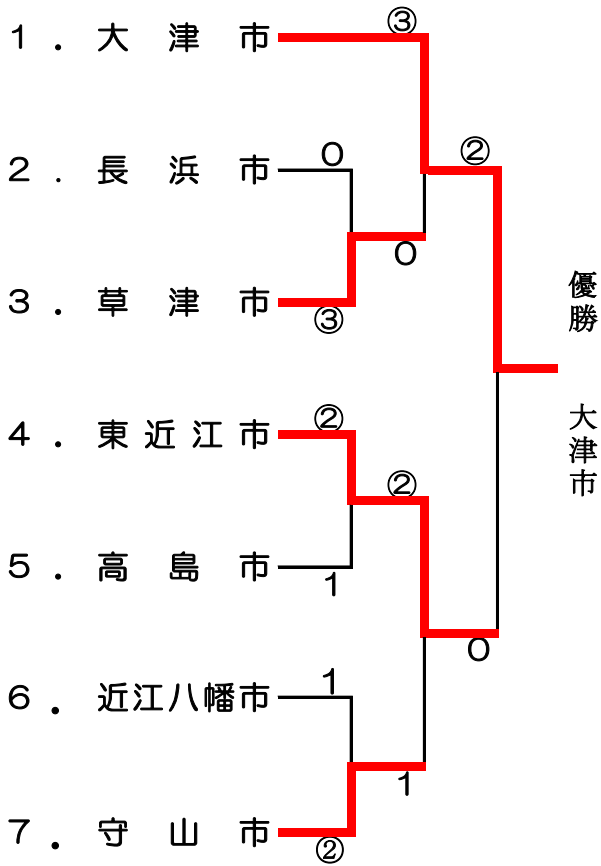 ③
1. 大津市
②
0
2. 長浜市
0
3. 草津市
③
優勝 大津市
②
4. 東近江市
②
5. 高島市
1
0
1
6. 近江八幡市
1
7. 守山市
②